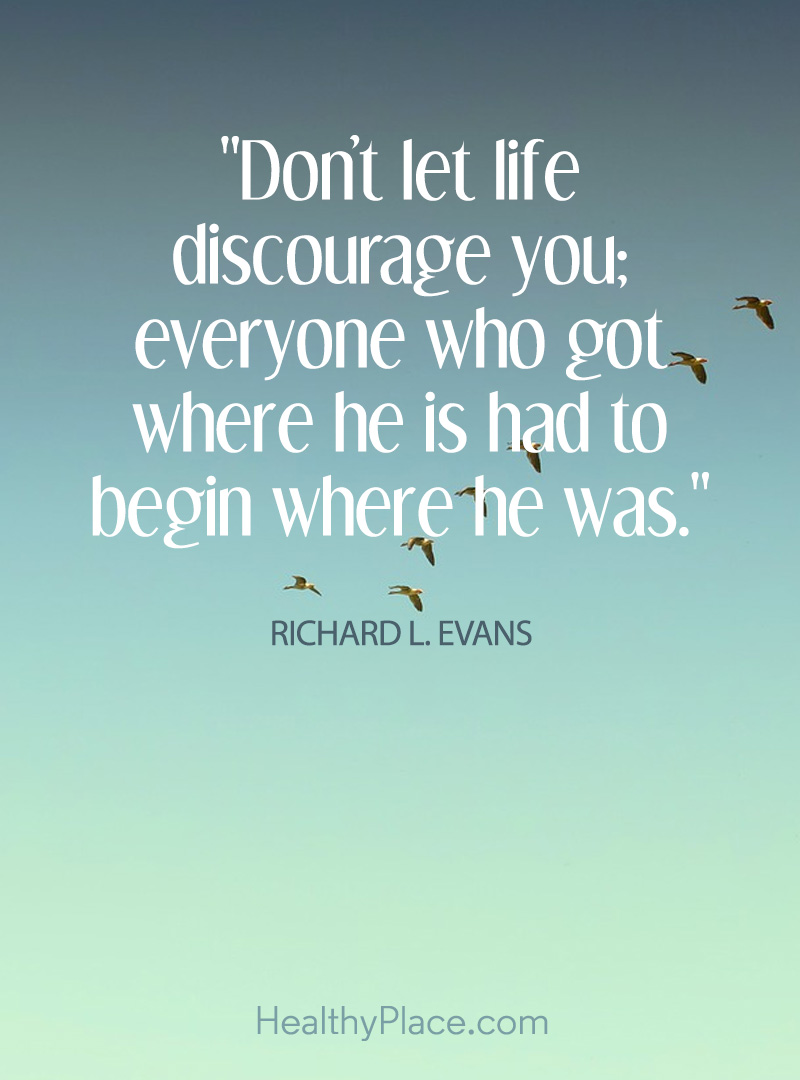 "Don't let life
discourage you;
everyone who got
where he is had to
begin where he was."
RICHARD L. EVANS
HealthyPlace.com